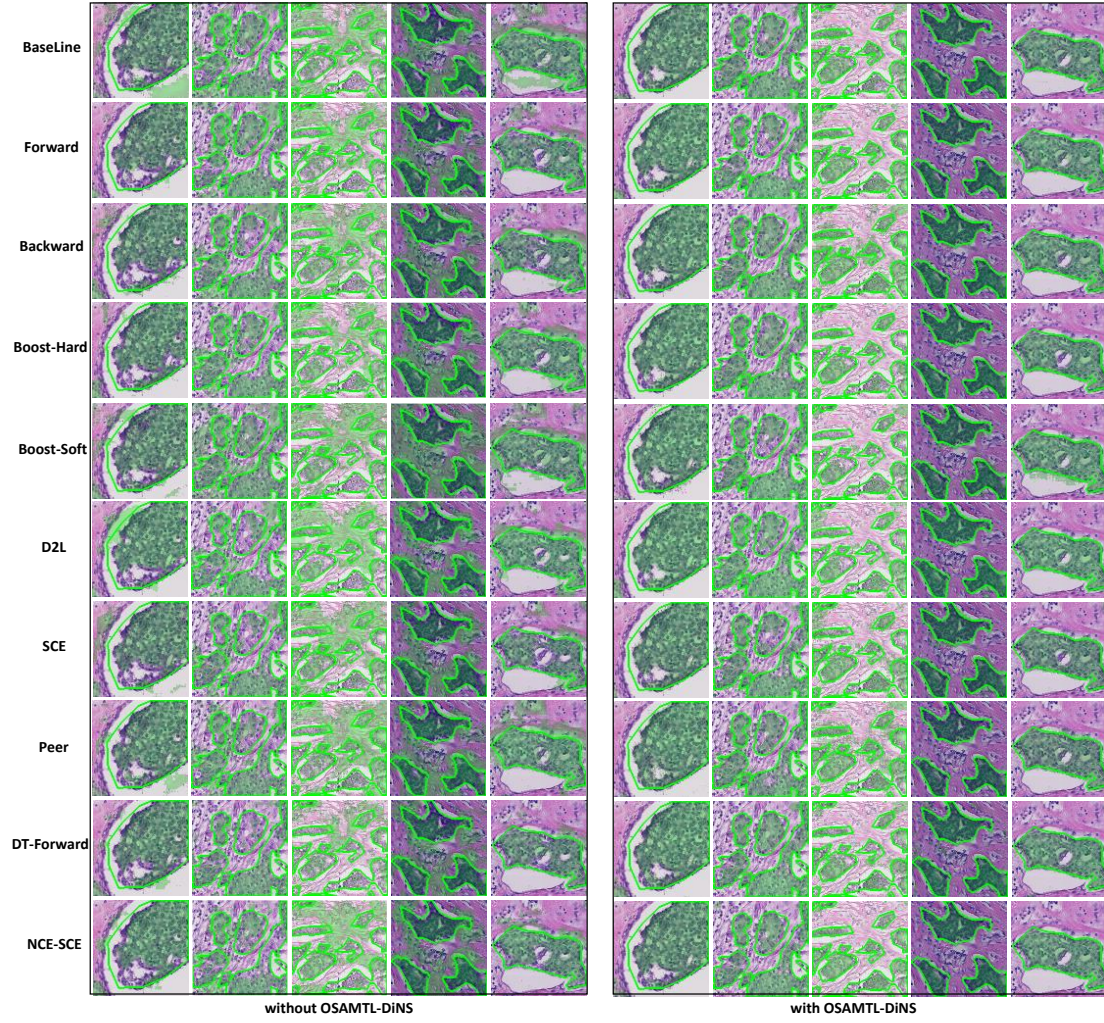 BaseLine
Forward
Backward
Boost-Hard
Boost-Soft
D2L
SCE
Peer
DT-Forward
NCE-SCE
without OSAMTL-DiNS
with OSAMTL-DiNS